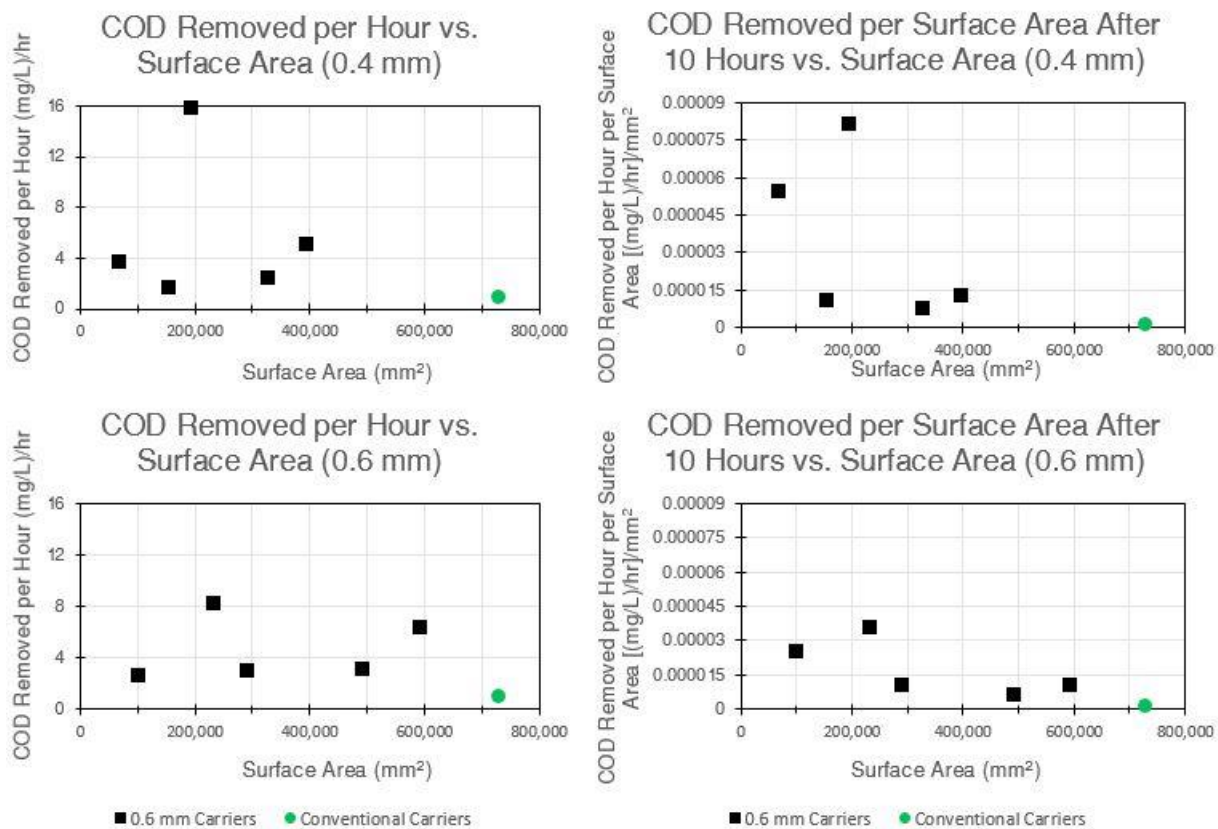 COD Removed per Hour vs.
Surface Area (0.4 mm)
COD Removed per Hour (mg/L)/hr
16
12
8
4
0
0
200,000
400,000
600,000
800,000
Surface Area (mm²)
COD Removed per Surface Area After
10 Hours vs. Surface Area (0.4 mm)
COD Removed per Hour per Surface
Area [(mg/L)/hr]/mm²
0.00009
0.000075
0.00006
0.000045
0.00003
0.000015
0
0
200,000
400,000
600,000
800,000
Surface Area (mm²)
COD Removed per Hour vs.
Surface Area (0.6 mm)
COD Removed per Hour (mg/L)/hr
16
12
8
4
0
0
200,000
400,000
600,000
800,000
Surface Area (mm²)
■ 0.6 mm Carriers ● Conventional Carriers
COD Removed per Surface Area After
10 Hours vs. Surface Area (0.6 mm)
COD Removed per Hour per Surface
Area [(mg/L)/hr]/mm²
0.00009
0.000075
0.00006
0.000045
0.00003
0.000015
0
0
200,000
400,000
600,000
800,000
Surface Area (mm²)
■ 0.6 mm Carriers ● Conventional Carriers